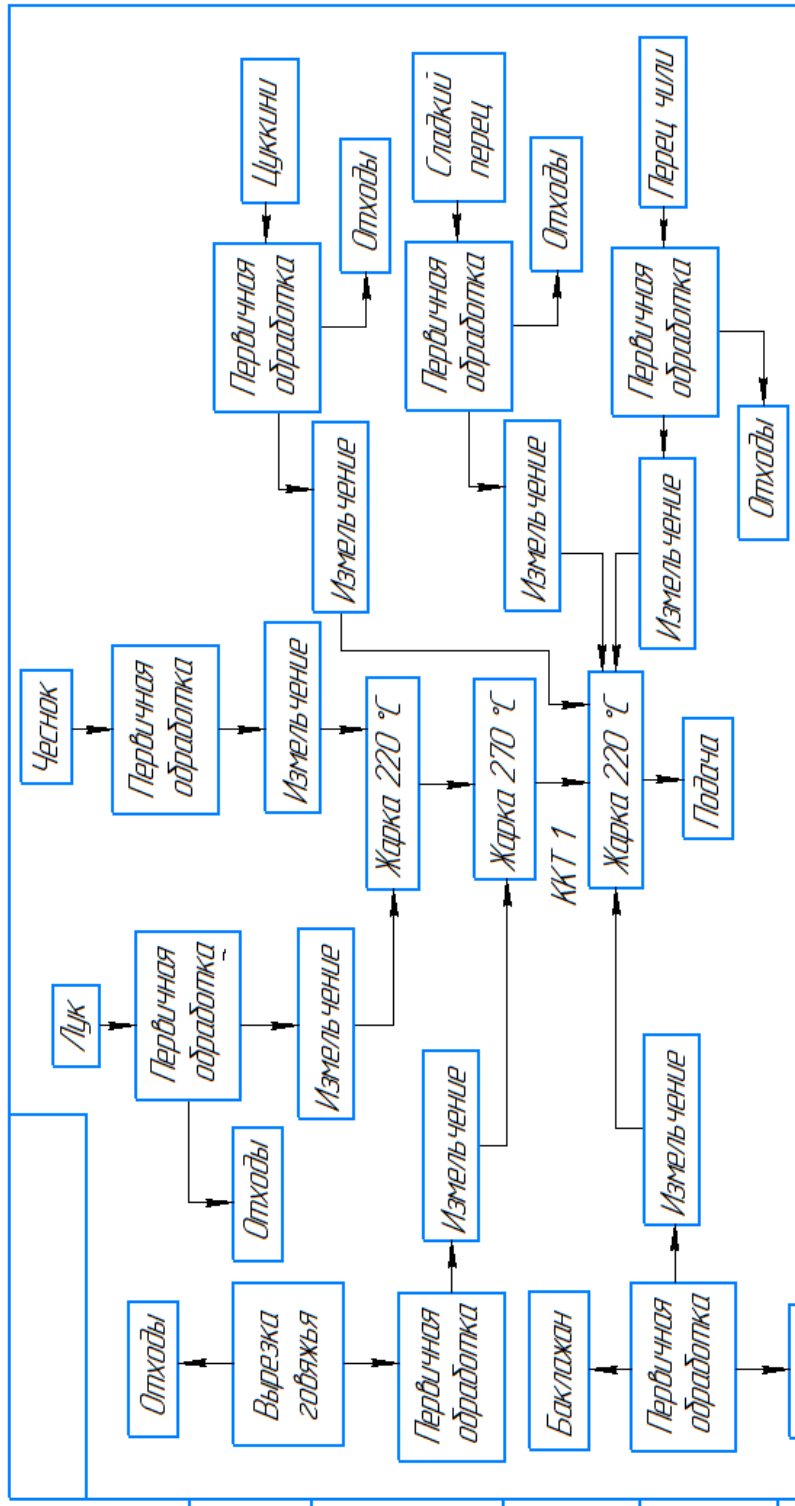 Чеснок
Лук
Первичная
обработка
Первичная
обработка
Отходы
Измельчение
Измельчение
Отходы
Вырезка
говяжья
Цуккини
Первичная
обработка
Отходы
Измельчение
Жарка 220 °С
Первичная
обработка
Измельчение
Жарка 270 °С
Сладкий
перец
Первичная
обработка
Отходы
Измельчение
ККТ 1
Баклажан
Жарка 220 °С
Первичная
обработка
Измельчение
Перец чили
Первичная
обработка
Измельчение
Отходы
Подача